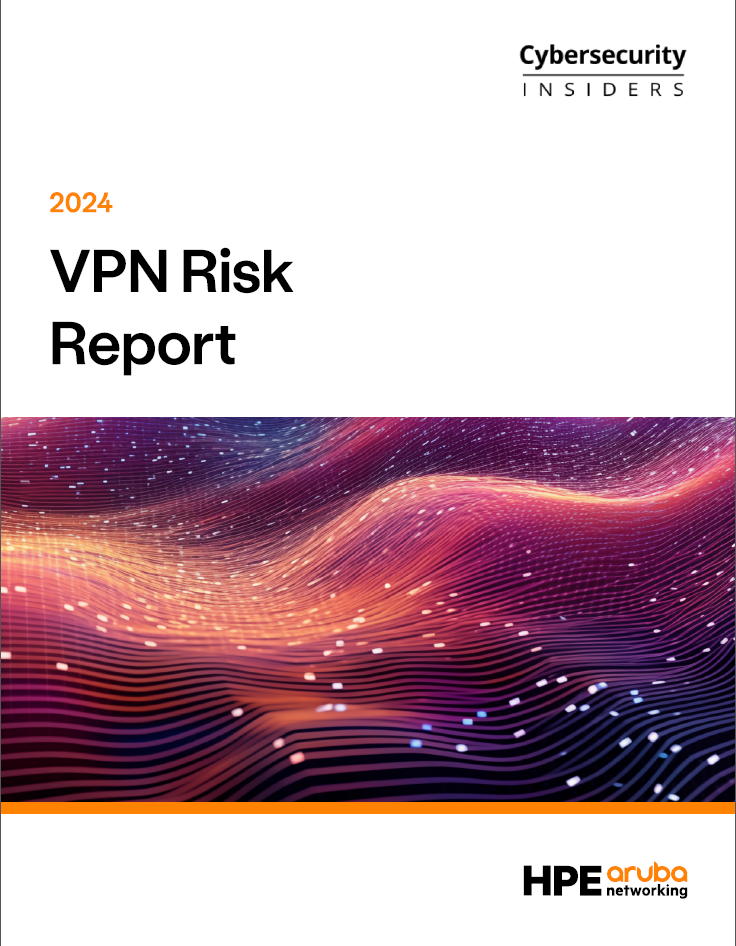 Cybersecurity
INSIDERS
2024
VPN Risk
Report
HPE aruba
networking